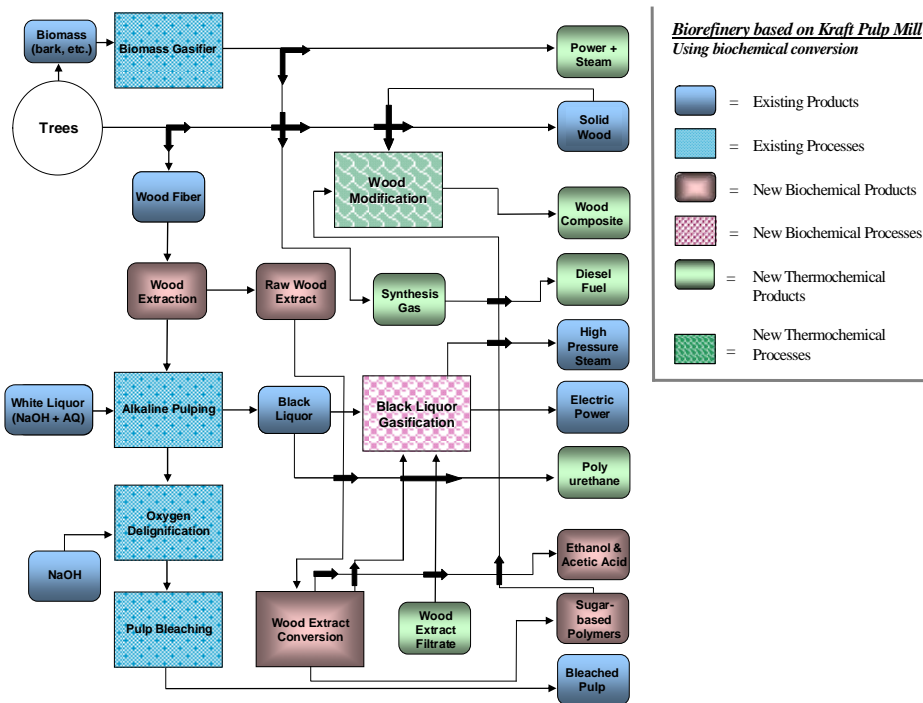 Biorefinery based on Kraft Pulp Mill
Using biochemical conversion
= Existing Products
= Existing Processes
= New Biochemical Products
= New Biochemical Processes
= New Thermochemical
Products
= New Thermochemical
Processes
Biomass
(bark, etc.)
Biomass Gasifier
Power +
Steam
Trees
Solid
Wood
Wood Fiber
Wood
Modification
Wood
Composite
Wood
Extraction
Raw Wood
Extract
Synthesis
Gas
Diesel
Fuel
High
Pressure
Steam
White Liquor
(NaOH + AQ)
Alkaline Pulping
Black
Liquor
Black Liquor
Gasification
Electric
Power
Poly
urethane
Oxygen
Delignification
NaOH
Ethanol &
Acetic Acid
Pulp Bleaching
Wood Extract
Conversion
Wood
Extract
Filtrate
Sugar-
based
Polymers
Bleached
Pulp